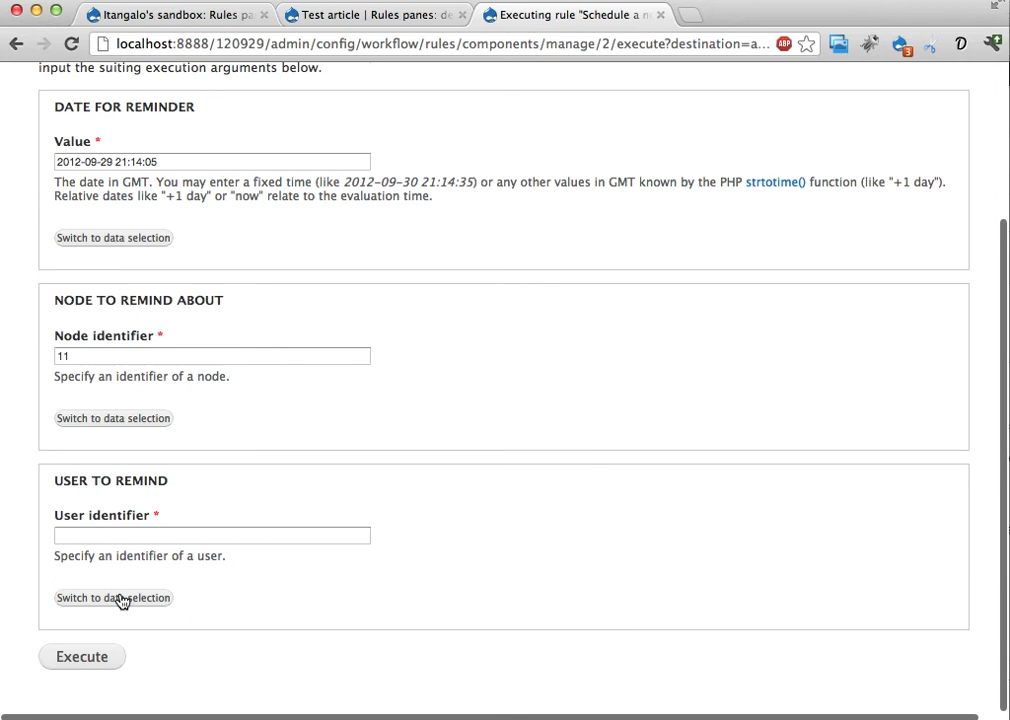 Itangalo's sandbox: Rules pa
Test article | Rules panes: de
Executing rule "Schedule a n
localhost:8888/120929/admin/config/workflow/rules/components/manage/2/execute?destination=a...
ABP
3
D
input the suiting execution arguments below.
DATE FOR REMINDER
Value *
2012-09-29 21:14:05
The date in GMT. You may enter a fixed time (like 2012-09-30 21:14:35) or any other values in GMT known by the PHP strtotime() function (like "+1 day").
Relative dates like "+1 day" or "now" relate to the evaluation time.
Switch to data selection
NODE TO REMIND ABOUT
Node identifier *
11
Specify an identifier of a node.
Switch to data selection
USER TO REMIND
User identifier *
Specify an identifier of a user.
Switch to data selection
Execute